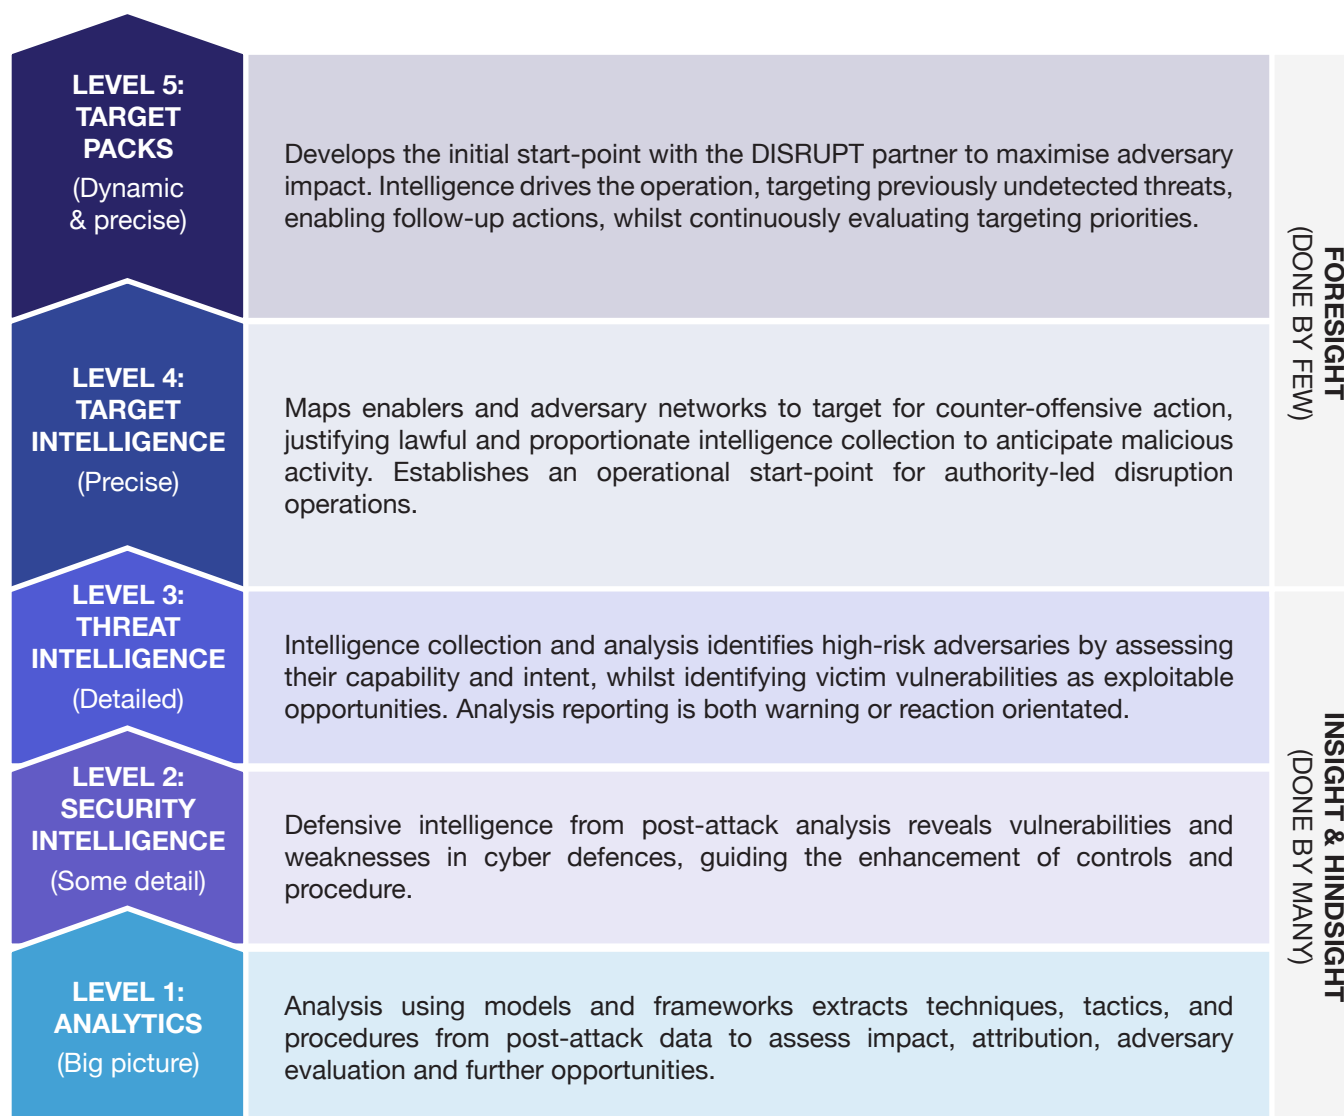 LEVEL 5:
TARGET
PACKS
(Dynamic
& precise)
Develops the initial start-point with the DISRUPT partner to maximise adversary
impact. Intelligence drives the operation, targeting previously undetected threats,
enabling follow-up actions, whilst continuously evaluating targeting priorities.
LEVEL 4:
TARGET
INTELLIGENCE
(Precise)
Maps enablers and adversary networks to target for counter-offensive action,
justifying lawful and proportionate intelligence collection to anticipate malicious
activity. Establishes an operational start-point for authority-led disruption
operations.
FORESIGHT
(DONE BY FEW)
LEVEL 3:
THREAT
INTELLIGENCE
(Detailed)
Intelligence collection and analysis identifies high-risk adversaries by assessing
their capability and intent, whilst identifying victim vulnerabilities as exploitable
opportunities. Analysis reporting is both warning or reaction orientated.
LEVEL 2:
SECURITY
INTELLIGENCE
(Some detail)
Defensive intelligence from post-attack analysis reveals vulnerabilities and
weaknesses in cyber defences, guiding the enhancement of controls and
procedure.
LEVEL 1:
ANALYTICS
(Big picture)
Analysis using models and frameworks extracts techniques, tactics, and
procedures from post-attack data to assess impact, attribution, adversary
evaluation and further opportunities.
INSIGHT & HINDSIGHT
(DONE BY MANY)